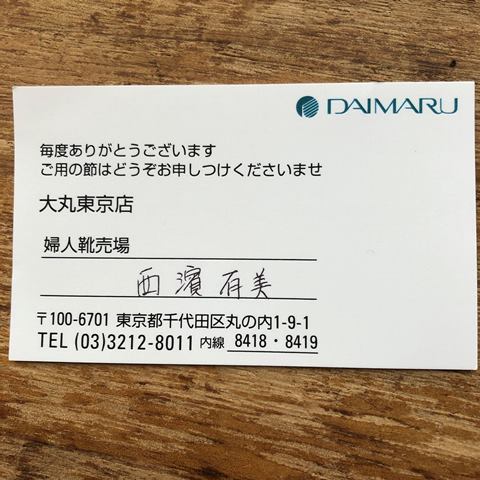 DAIMARU
毎度ありがとうございます
ご用の節はどうぞお申しつけくださいませ
大丸東京店
婦人靴売場
西濱有美
〒100-6701 東京都千代田区丸の内1-9-1
TEL (03)3212-8011 内線 8418・8419